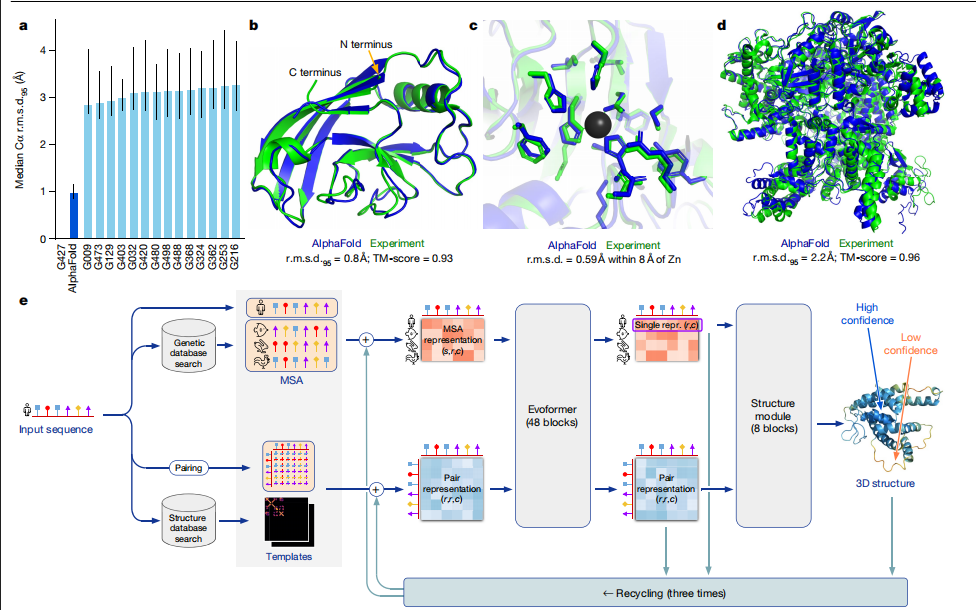 a
Median Cα r.m.s.d.95 (Å)
4
3
2
1
0
G427
AlphaFold
G009
G473
G129
G403
G032
G420
G480
G498
G488
G368
G324
G362
G253
G216
b
N terminus
C terminus
AlphaFold Experiment
r.m.s.d.95 = 0.8Å; TM-score = 0.93
c
AlphaFold Experiment
r.m.s.d. = 0.59Å within 8 Å of Zn
d
AlphaFold Experiment
r.m.s.d.95 = 2.2Å; TM-score = 0.96
e
Input sequence
Genetic
database
search
MSA
Pairing
Structure
database
search
Templates
+
+
MSA
representation
(s,r,c)
Pair
representation
(r,r,c)
Evoformer
(48 blocks)
Single repr. (r,c)
Pair
representation
(r,r,c)
Structure
module
(8 blocks)
High
confidence
Low
confidence
3D structure
← Recycling (three times)